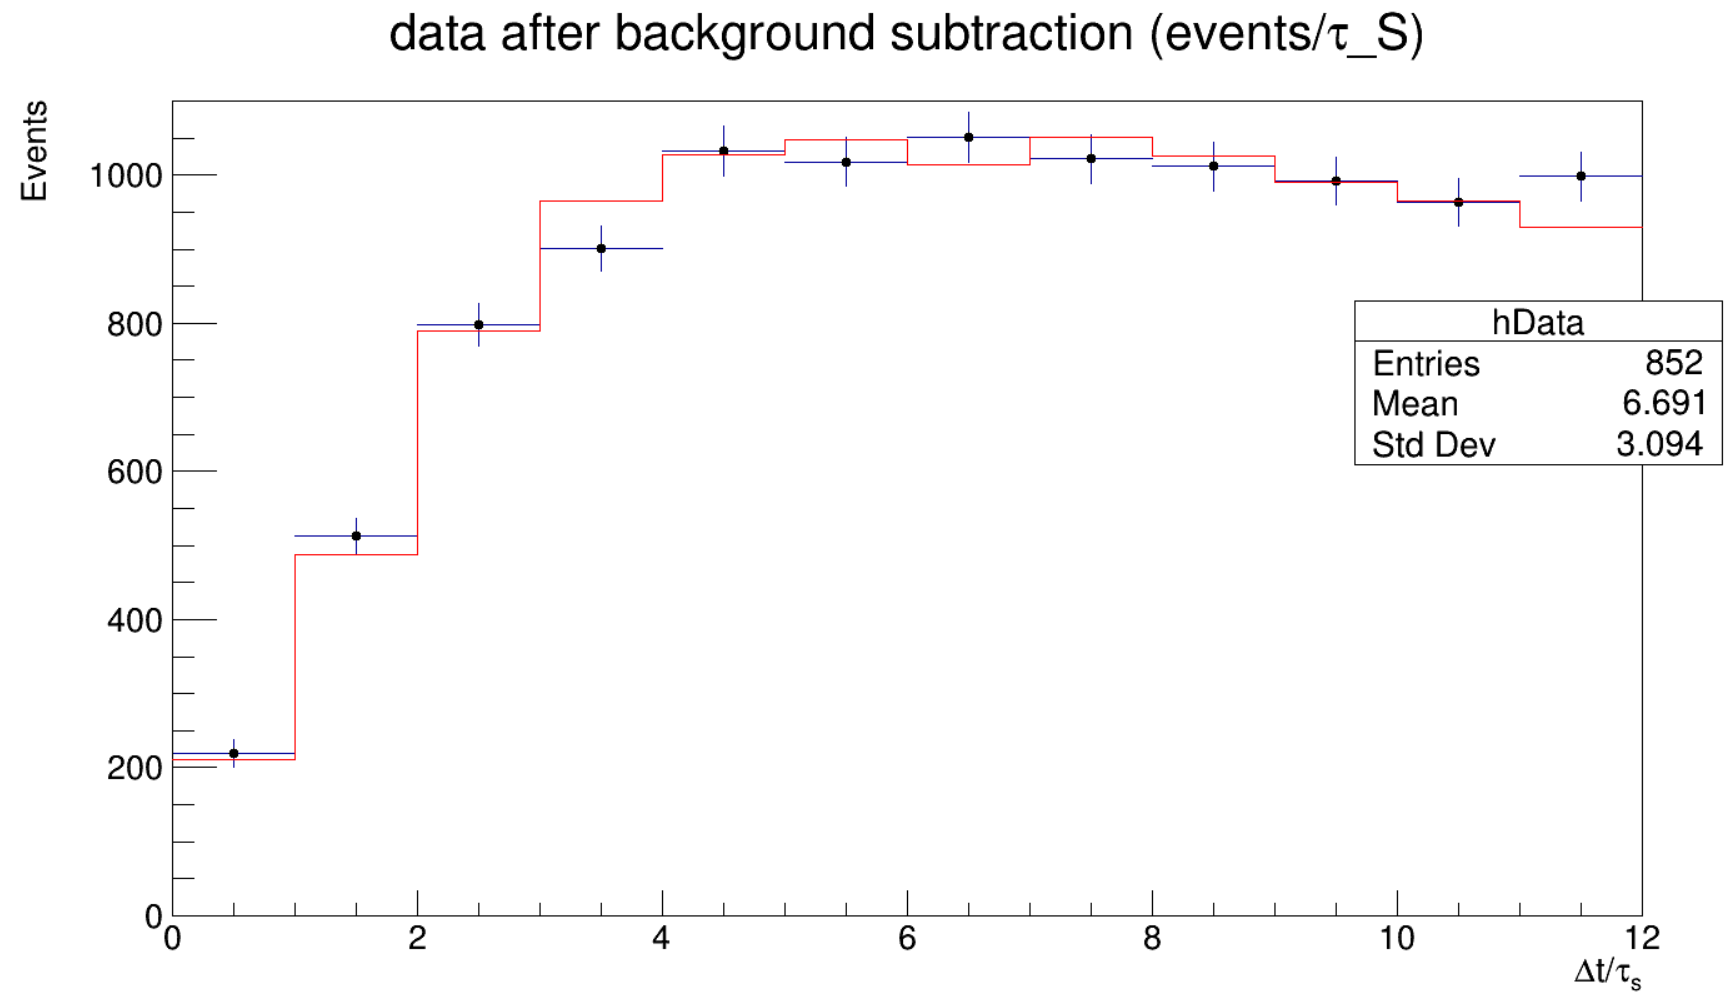 data after background subtraction (events/τ_S)
Events
1000
800
600
400
200
0
hData
Entries 852
Mean 6.691
Std Dev 3.094
0 2 4 6 8 10 12
Δt/τs